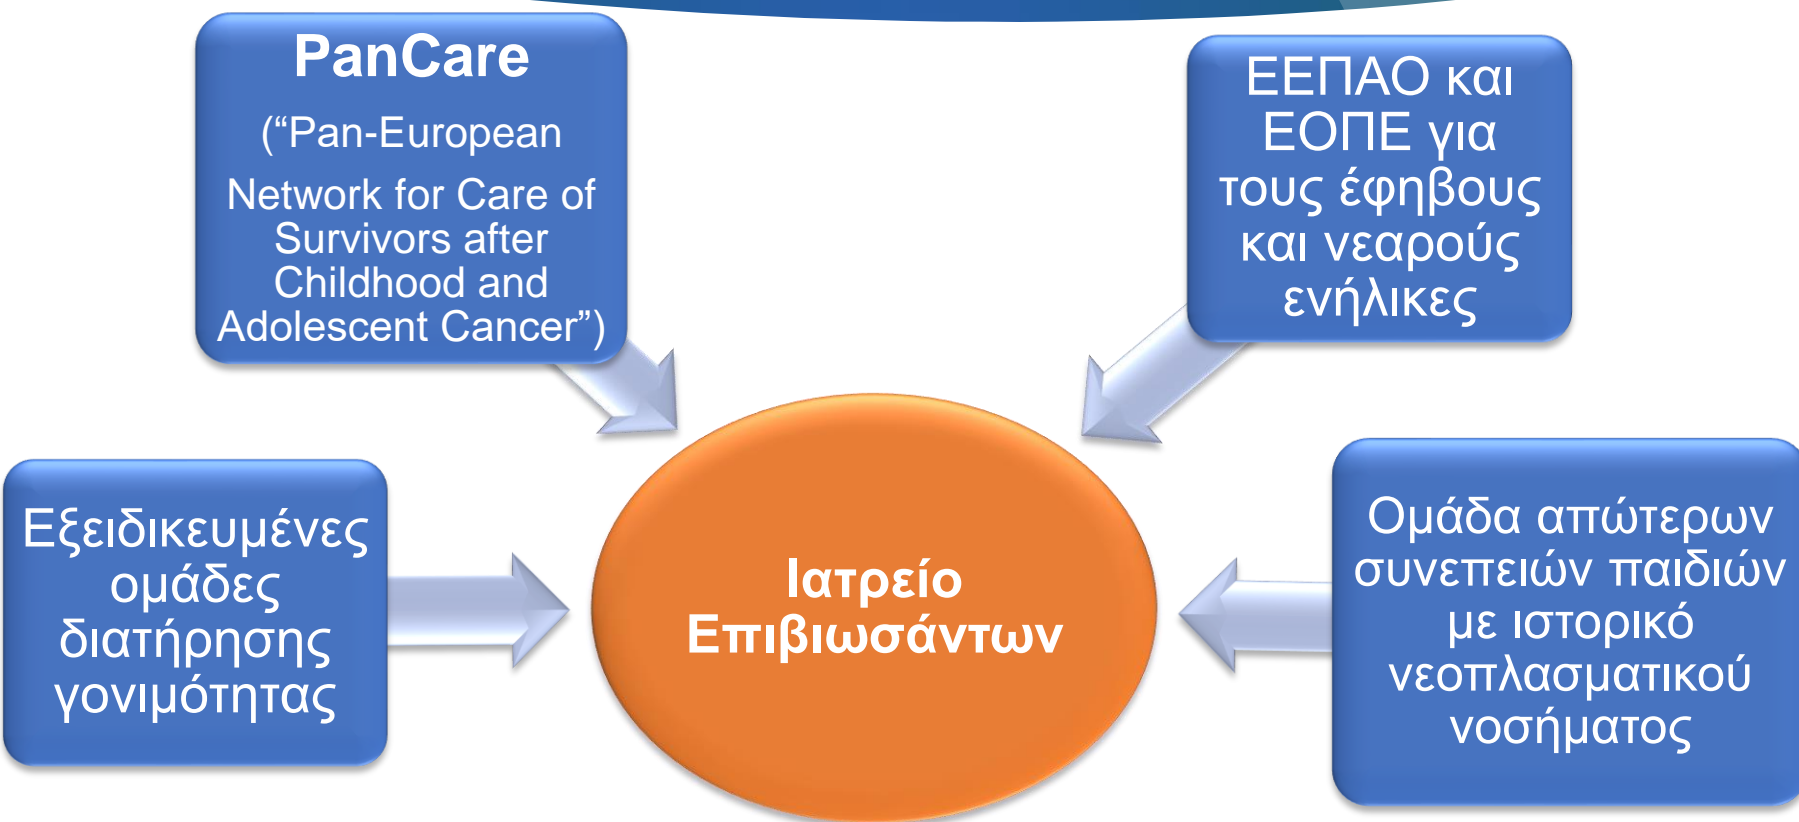 PanCare
(“Pan-European
Network for Care of
Survivors after
Childhood and
Adolescent Cancer”)
ΕΕΠΑΟ και
ΕΟΠΕ για
τους έφηβους
και νεαρούς
ενήλικες
Εξειδικευμένες
ομάδες
διατήρησης
γονιμότητας
Ιατρείο
Επιβιωσάντων
Ομάδα απώτερων
συνεπειών παιδιών
με ιστορικό
νεοπλασματικού
νοσήματος